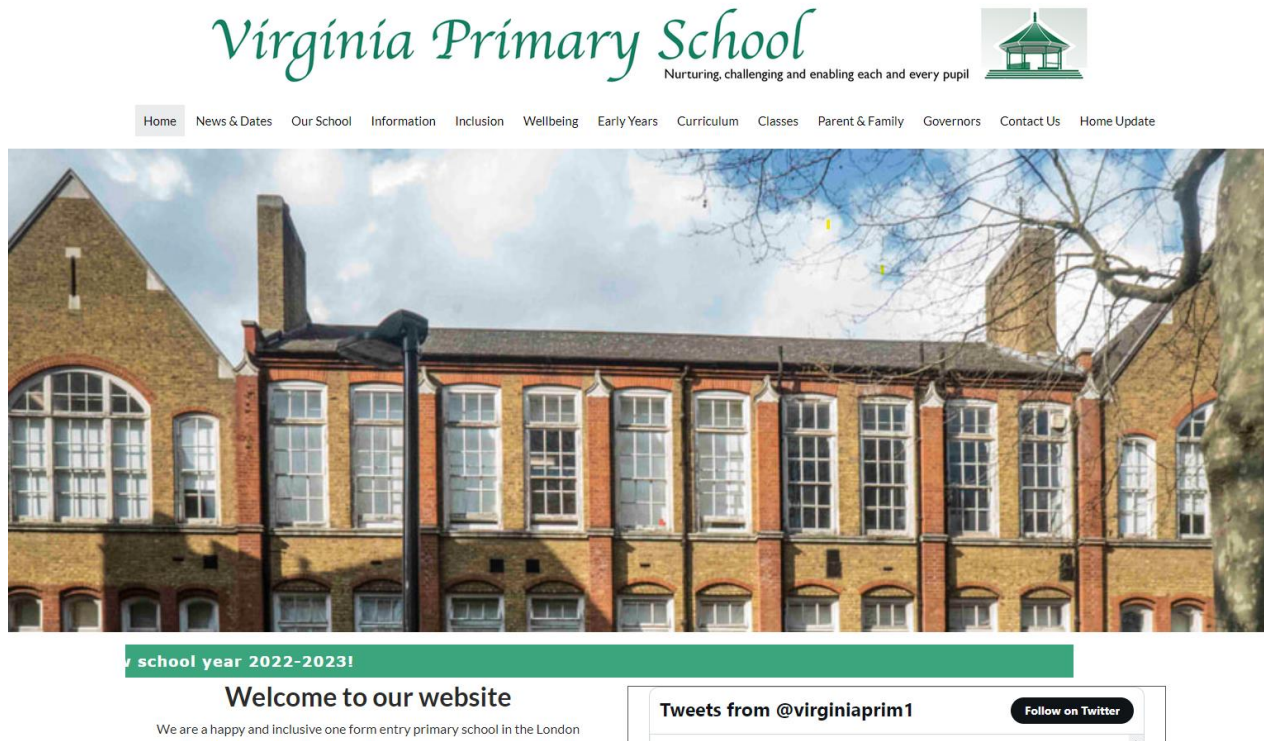 Virginia Primary School
Nurturing, challenging and enabling each and every pupil
Home News & Dates Our School Information Inclusion Wellbeing Early Years Curriculum Classes Parent & Family Governors Contact Us Home Update
school year 2022-2023!
Welcome to our website
We are a happy and inclusive one form entry primary school in the London
Tweets from @virginiaprim1
Follow on Twitter